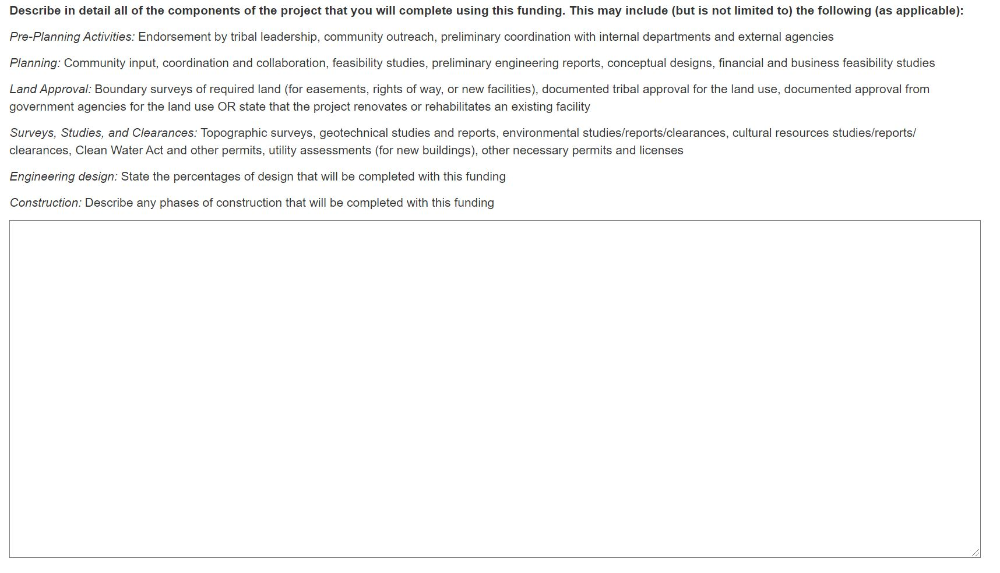 Describe in detail all of the components of the project that you will complete using this funding. This may include (but is not limited to) the following (as applicable):
Pre-Planning Activities: Endorsement by tribal leadership, community outreach, preliminary coordination with internal departments and external agencies
Planning: Community input, coordination and collaboration, feasibility studies, preliminary engineering reports, conceptual designs, financial and business feasibility studies
Land Approval: Boundary surveys of required land (for easements, rights of way, or new facilities), documented tribal approval for the land use, documented approval from
government agencies for the land use OR state that the project renovates or rehabilitates an existing facility
Surveys, Studies, and Clearances: Topographic surveys, geotechnical studies and reports, environmental studies/reports/clearances, cultural resources studies/reports/
clearances, Clean Water Act and other permits, utility assessments (for new buildings), other necessary permits and licenses
Engineering design: State the percentages of design that will be completed with this funding
Construction: Describe any phases of construction that will be completed with this funding